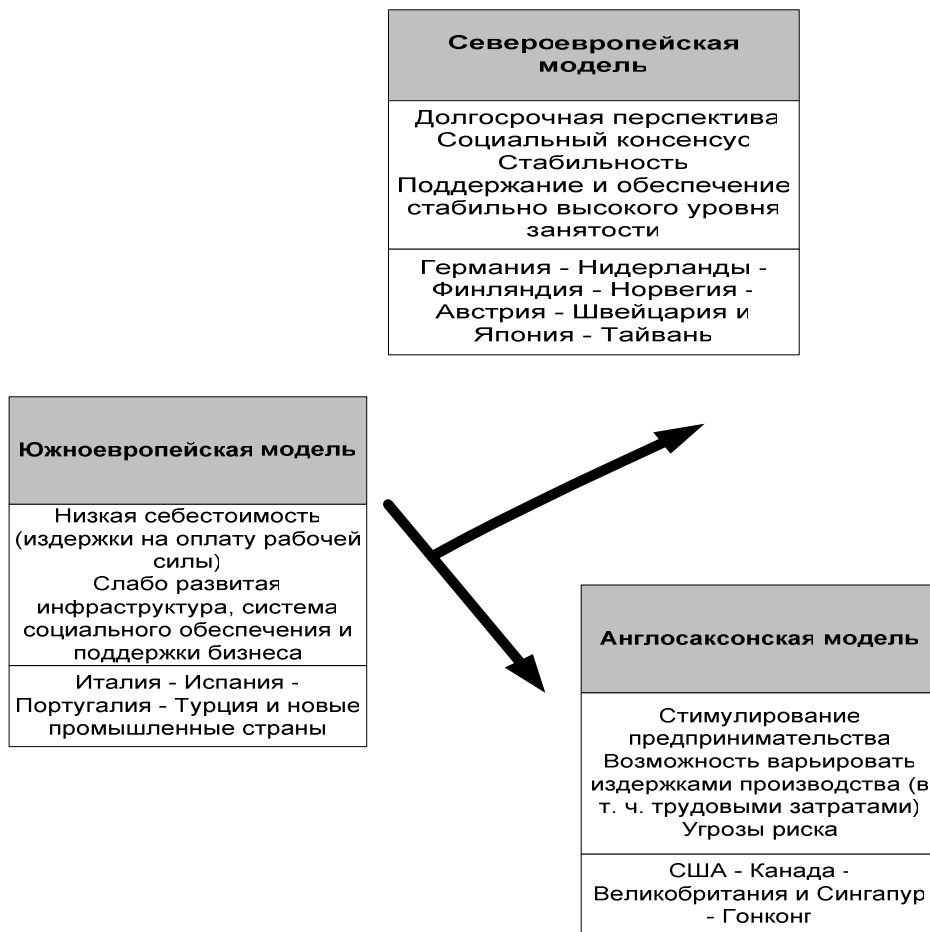 Североевропейская
модель
Долгосрочная перспектива
Социальный консенсус
Стабильность
Поддержание и обеспечение
стабильно высокого уровня
занятости
Германия - Нидерланды -
Финляндия - Норвегия -
Австрия - Швейцария и
Япония - Тайвань
Южноевропейская модель
Низкая себестоимость
(издержки на оплату рабочей
силы)
Слабо развитая
инфраструктура, система
социального обеспечения и
поддержки бизнеса
Италия - Испания -
Португалия - Турция и новые
промышленные страны
Англосаксонская модель
Стимулирование
предпринимательства
Возможность варьировать
издержками производства (в
т. ч. трудовыми затратами)
Угрозы риска
США - Канада -
Великобритания и Сингапур
- Гонконг